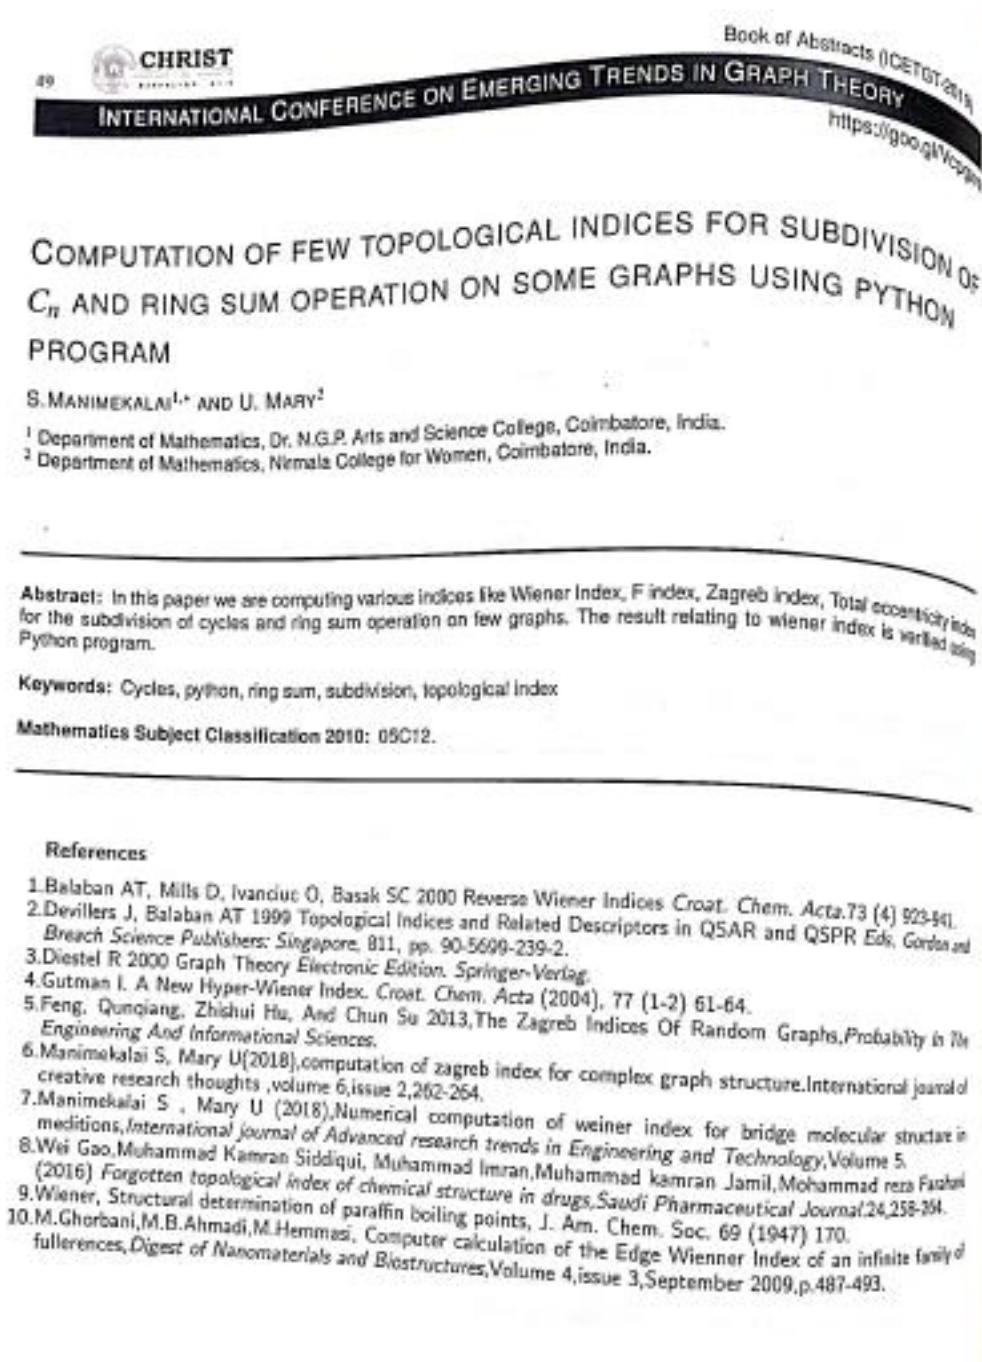 Book of Abstracts (ICETGT-2019)
49
CHRIST
INTERNATIONAL CONFERENCE ON EMERGING TRENDS IN GRAPH THEORY
COMPUTATION OF FEW TOPOLOGICAL INDICES FOR SUBDIVISION OF
Cn AND RING SUM OPERATION ON SOME GRAPHS USING PYTHON
PROGRAM
S.MANIMEKALAI1,* AND U. MARY2
1 Department of Mathematics, Dr. N.G.P. Arts and Science College, Coimbatore, India.
2 Department of Mathematics, Nirmala College for Women, Coimbatore, India.
Abstract: In this paper we are computing various indices like Wiener Index, F index, Zagreb index, Total eccentricity index
for the subdivision of cycles and ring sum operation on few graphs. The result relating to wiener index is verified using
Python program.
Keywords: Cycles, python, ring sum, subdivision, topological index
Mathematics Subject Classification 2010: 05C12.
References
1.Balaban AT, Mills D, Ivanciuc O, Basak SC 2000 Reverse Wiener Indices Croat. Chem. Acta.73 (4) 923-941.
2.Devillers J, Balaban AT 1999 Topological Indices and Related Descriptors in QSAR and QSPR Eds, Gordon and
Breach Science Publishers: Singapore, 811, pp. 90-5699-239-2.
3.Diestel R 2000 Graph Theory Electronic Edition. Springer-Verlag.
4.Gutman I. A New Hyper-Wiener Index. Croat. Chem. Acta (2004), 77 (1-2) 61-64.
5.Feng, Qunqiang, Zhishui Hu, And Chun Su 2013,The Zagreb Indices Of Random Graphs,Probability In The
Engineering And Informational Sciences.
6.Manimekalai S, Mary U(2018),computation of zagreb index for complex graph structure.International journal of
creative research thoughts ,volume 6,issue 2,262-264.
7.Manimekalai S , Mary U (2018),Numerical computation of weiner index for bridge molecular structure in
meditions,International journal of Advanced research trends in Engineering and Technology,Volume 5.
8.Wei Gao,Muhammad Kamran Siddiqui, Muhammad Imran,Muhammad kamran Jamil,Mohammad reza Farahani
(2016) Forgotten topological index of chemical structure in drugs,Saudi Pharmaceutical Journal.24,258-264.
9.Wiener, Structural determination of paraffin boiling points, J. Am. Chem. Soc. 69 (1947) 170.
10.M.Ghorbani,M.B.Ahmadi,M.Hemmasi, Computer calculation of the Edge Wienner Index of an infinite family of
fullerences,Digest of Nanomaterials and Biostructures,Volume 4,issue 3,September 2009,p.487-493.